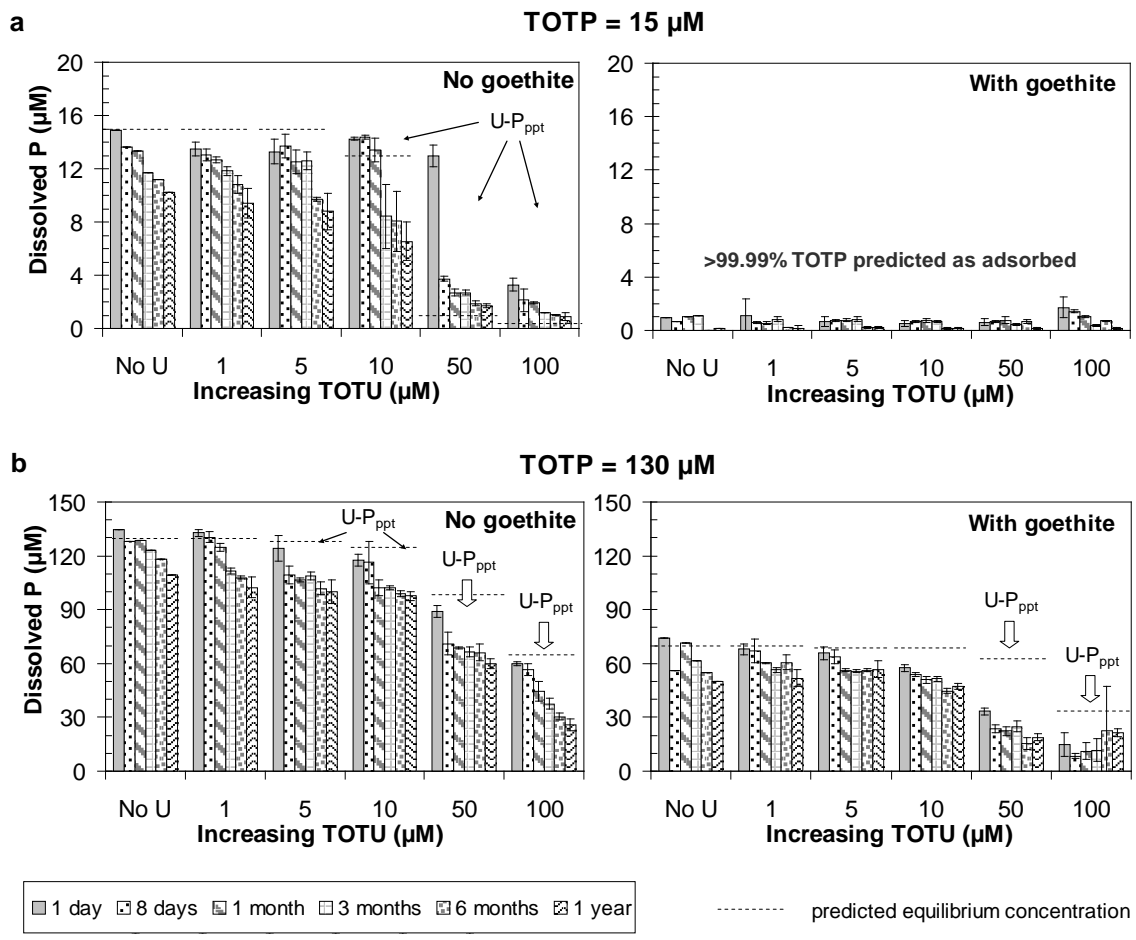 a
TOTP = 15 µM
No goethite
With goethite
Dissolved P (µM)
20
16
12
8
4
0
U-Pppt
No U 1 5 10 50 100
Increasing TOTU (µM)
20
16
12
8
4
0
>99.99% TOTP predicted as adsorbed
No U 1 5 10 50 100
Increasing TOTU (µM)
b
TOTP = 130 µM
No goethite
With goethite
Dissolved P (µM)
150
120
90
60
30
0
U-Pppt
U-Pppt
U-Pppt
No U 1 5 10 50 100
Increasing TOTU (µM)
150
120
90
60
30
0
U-Pppt
U-Pppt
No U 1 5 10 50 100
Increasing TOTU (µM)
1 day 8 days 1 month 3 months 6 months 1 year
predicted equilibrium concentration